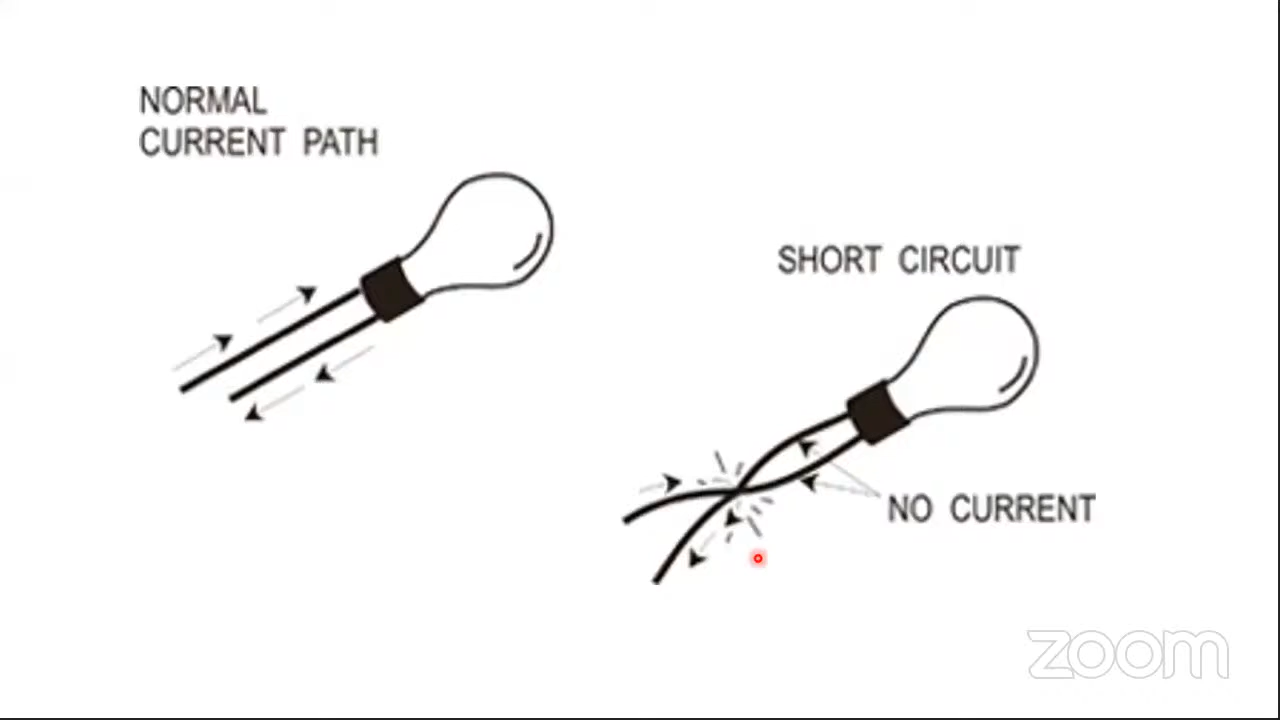 NORMAL
CURRENT PATH
SHORT CIRCUIT
NO CURRENT
zoom